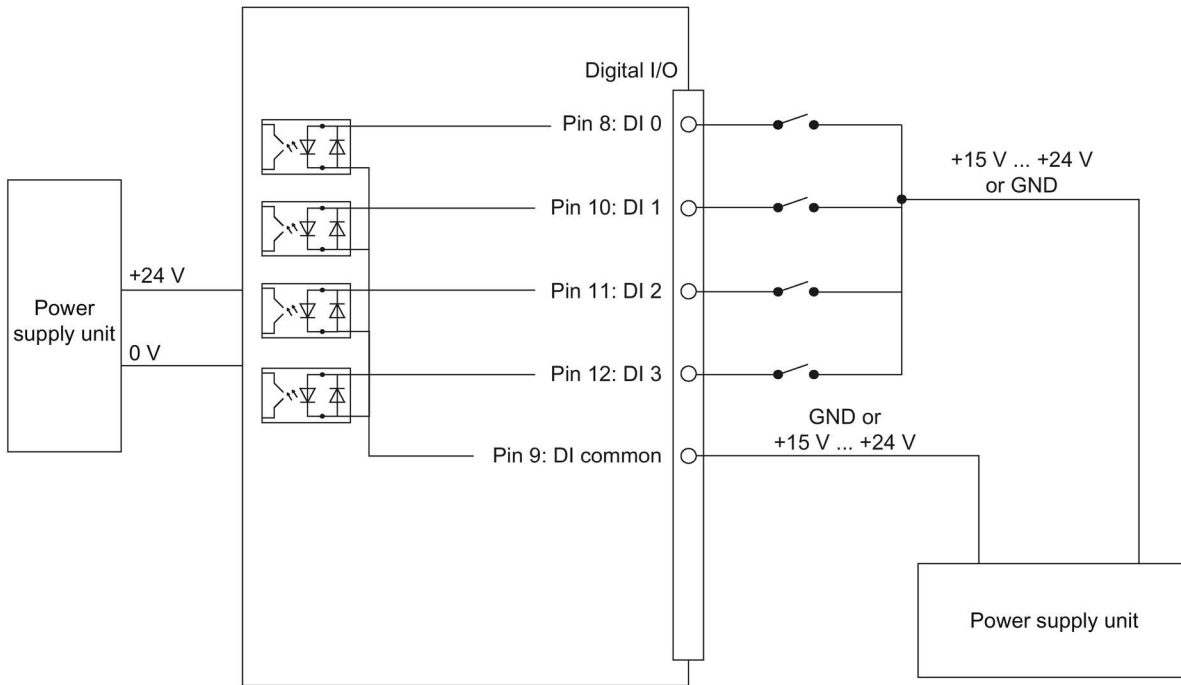 Digital I/O
Pin 8: DI 0
+15 V ... +24 V
or GND
Pin 10: DI 1
+24 V
Pin 11: DI 2
Power
supply unit
0 V
Pin 12: DI 3
GND or
+15 V ... +24 V
Pin 9: DI common
Power supply unit